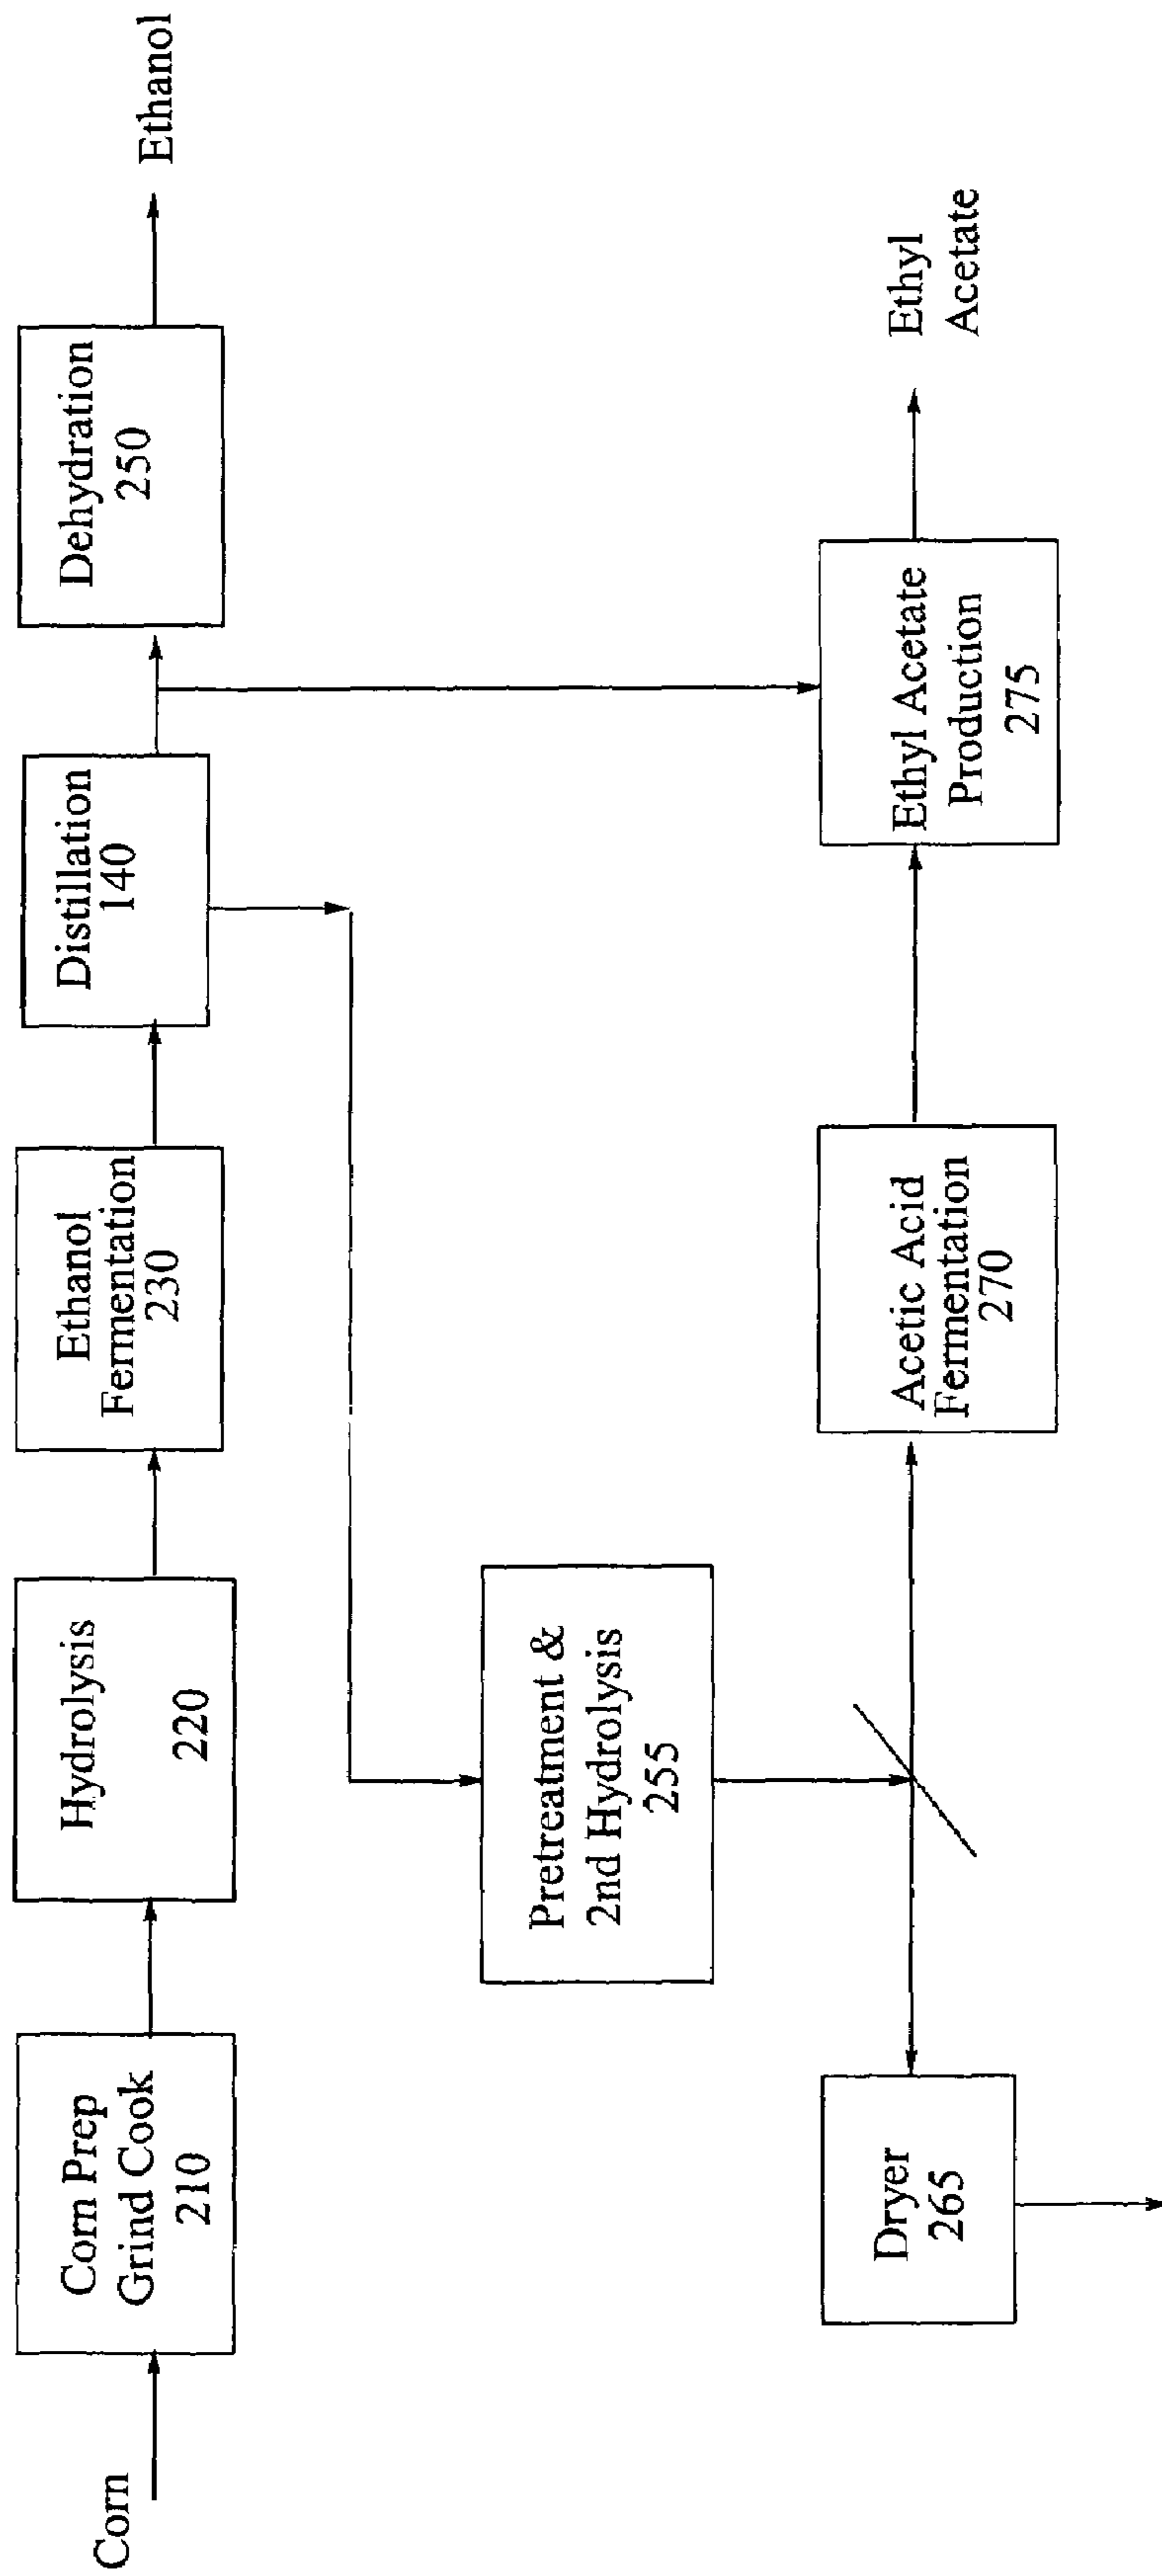 Corn
Corn Prep
Grind Cook
210
Hydrolysis
220
Ethanol
Fermentation
230
Distillation
140
Dehydration
250
Ethanol
Pretreatment &
2nd Hydrolysis
255
Dryer
265
Acetic Acid
Fermentation
270
Ethyl Acetate
Production
275
Ethyl
Acetate